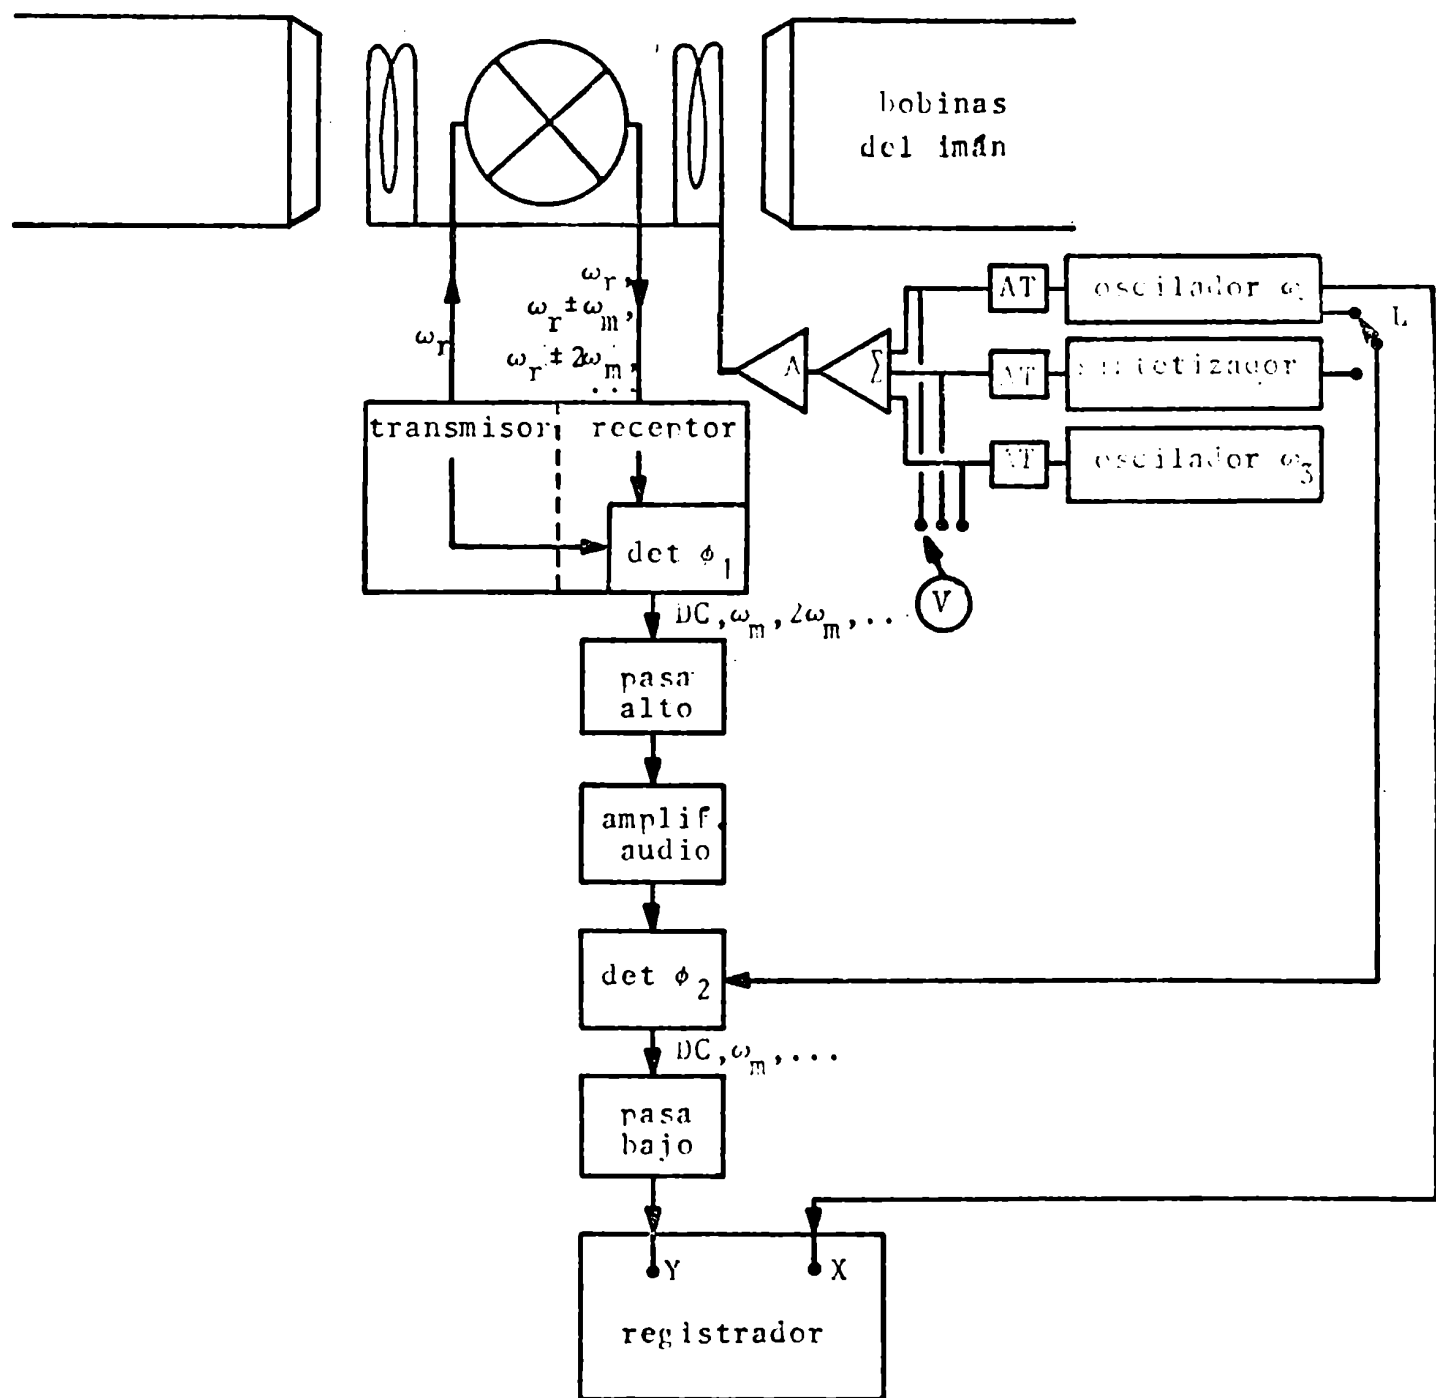 bobinas
del imán
ω_r,
ω_r ± ω_m,
ω_r
ω_r ± 2ω_m,
...
AT
oscilador ω
L
A
Σ
AT
sintetizador
transmisor
receptor
AT
oscilador ω_3
det ϕ_1
V
DC, ω_m, 2ω_m, ..
pasa
alto
amplif.
audio
det ϕ_2
DC, ω_m, ...
pasa
bajo
Y
X
registrador